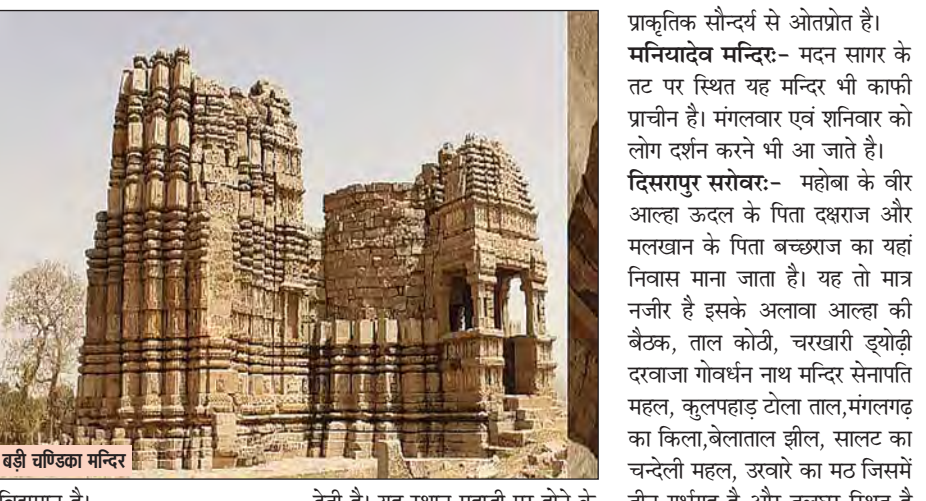 बड़ी चण्डिका मन्दिर
प्राकृतिक सौन्दर्य से ओतप्रोत है।
मनियादेव मन्दिरः- मदन सागर के
तट पर स्थित यह मन्दिर भी काफी
प्राचीन है। मंगलवार एवं शनिवार को
लोग दर्शन करने भी आ जाते है।
दिसरापुर सरोवरः- महोबा के वीर
आल्हा ऊदल के पिता दक्षराज और
मलखान के पिता बच्छराज का यहां
निवास माना जाता है। यह तो मात्र
नजीर है इसके अलावा आल्हा की
बैठक, ताल कोठी, चरखारी ड्योढ़ी
दरवाजा गोवर्धन नाथ मन्दिर सेनापति
महल, कुलपहाड़ टोला ताल,मंगलगढ़
का किला,बेलाताल झील, सालट का
चन्देली महल, उरवारे का मठ जिसमें